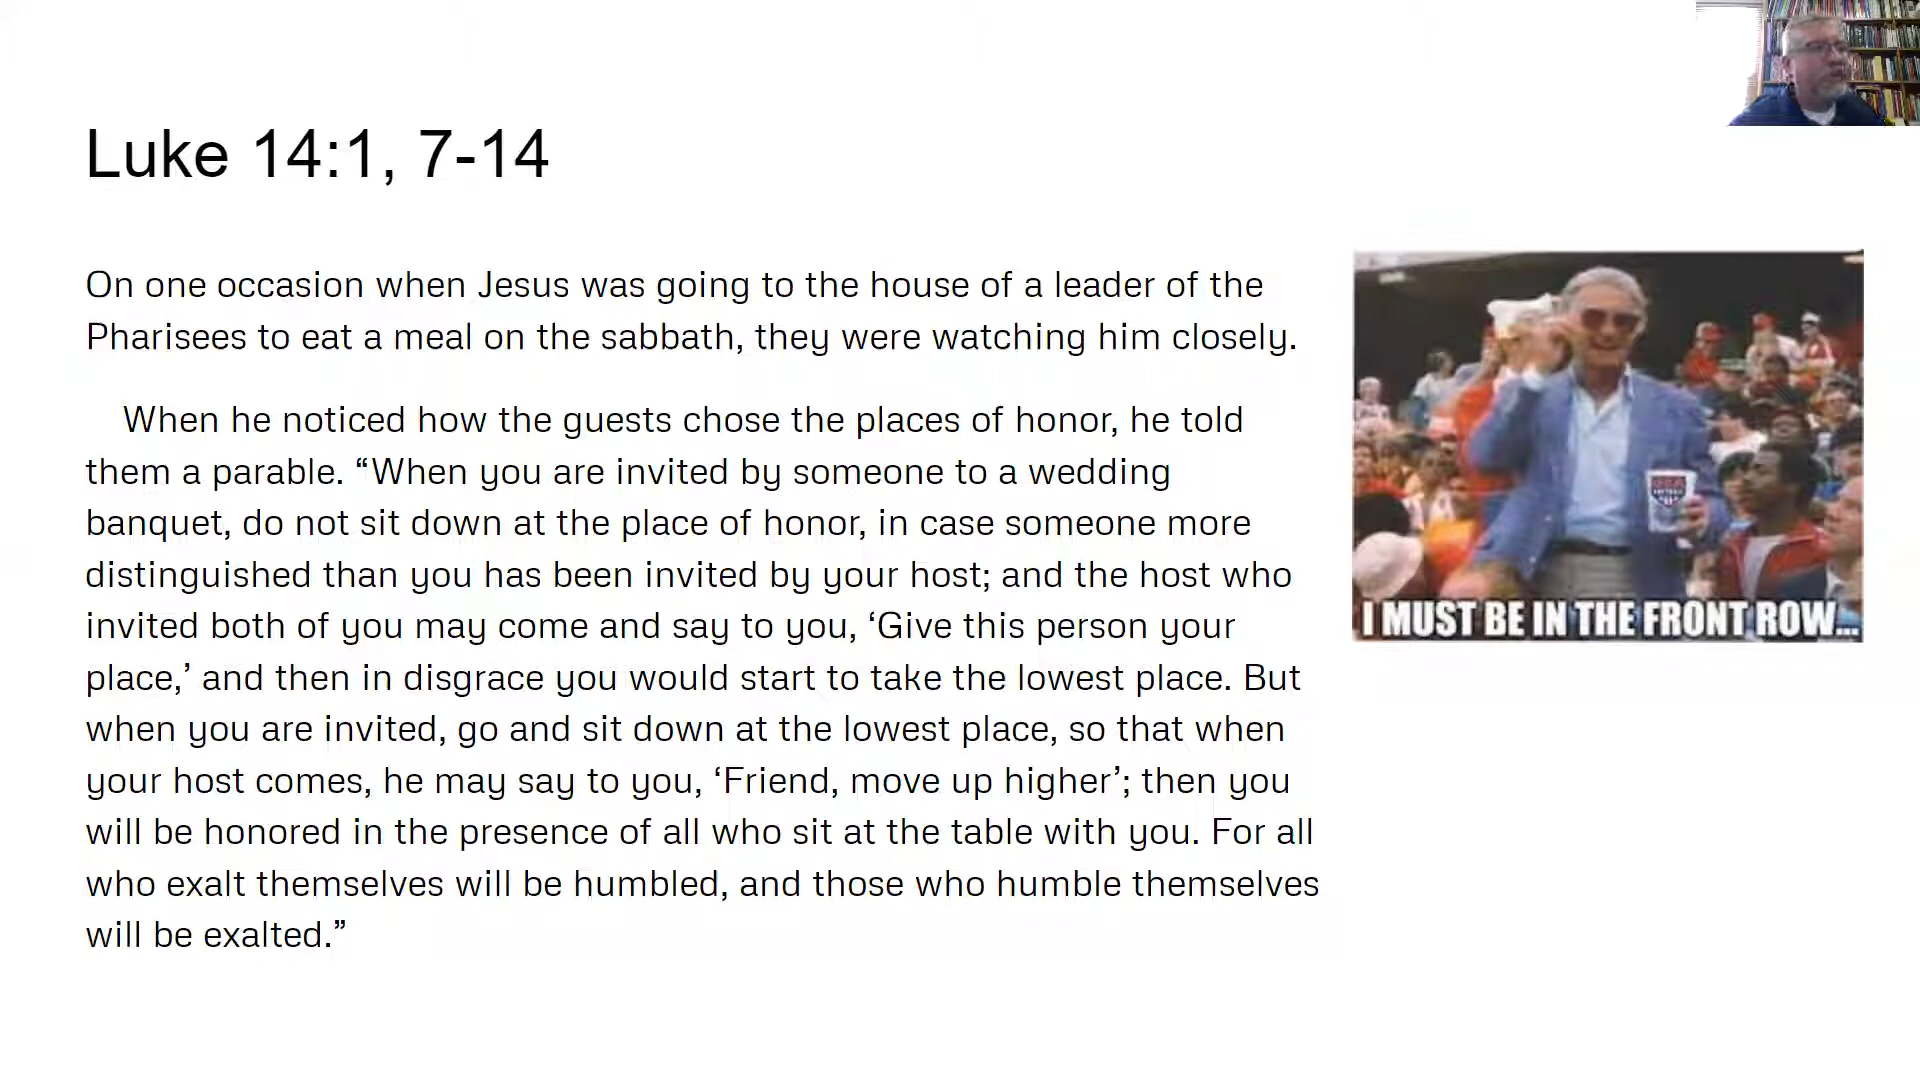 Luke 14:1, 7-14
On one occasion when Jesus was going to the house of a leader of the
Pharisees to eat a meal on the sabbath, they were watching him closely.
When he noticed how the guests chose the places of honor, he told
them a parable. “When you are invited by someone to a wedding
banquet, do not sit down at the place of honor, in case someone more
distinguished than you has been invited by your host; and the host who
invited both of you may come and say to you, ‘Give this person your
place,’ and then in disgrace you would start to take the lowest place. But
when you are invited, go and sit down at the lowest place, so that when
your host comes, he may say to you, ‘Friend, move up higher’; then you
will be honored in the presence of all who sit at the table with you. For all
who exalt themselves will be humbled, and those who humble themselves
will be exalted.”
I MUST BE IN THE FRONT ROW...